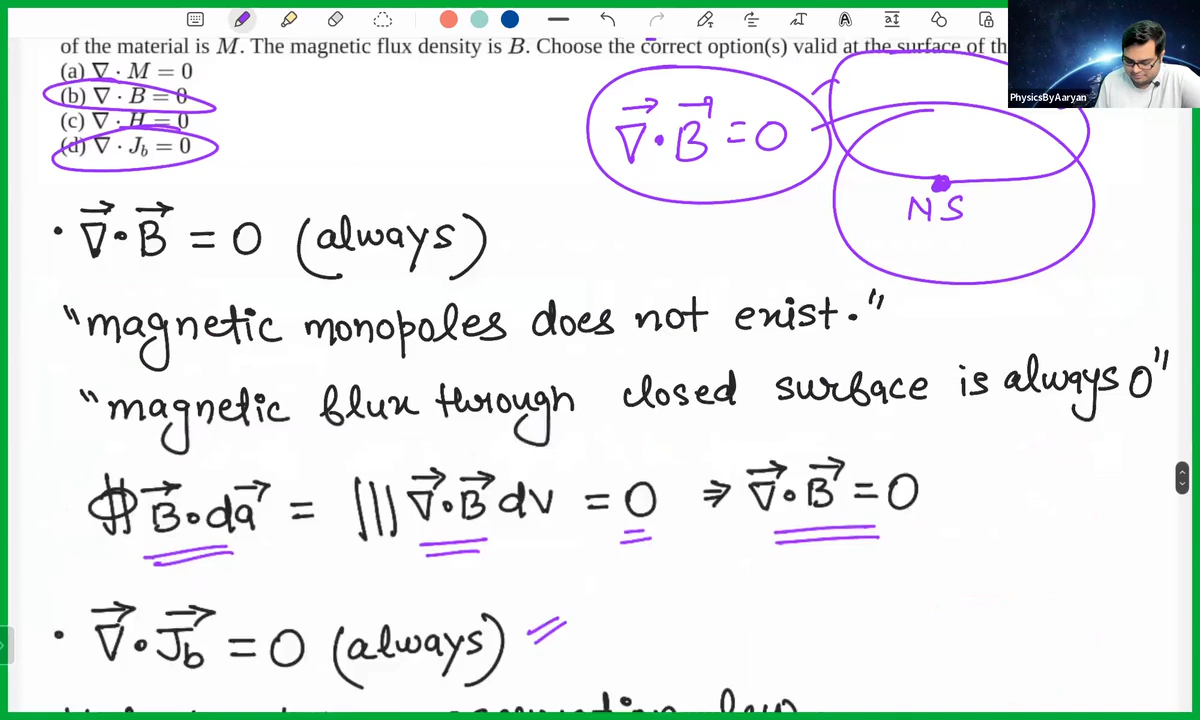 of the material is M. The magnetic flux density is B. Choose the correct option(s) valid at the surface of th
(a) ∇ · M = 0
(b) ∇ · B = 0
(c) ∇ · H = 0
(d) ∇ · J_b = 0
PhysicsByAaryan
∇⃗ · B⃗ = 0
N S
• ∇⃗ · B⃗ = 0 (always)
"magnetic monopoles does not exist."
"magnetic flux through closed surface is always 0"
∯ B⃗ · da⃗ = ∭ ∇⃗ · B⃗ dv = 0 ⇒ ∇⃗ · B⃗ = 0
• ∇⃗ · J⃗_b = 0 (always)